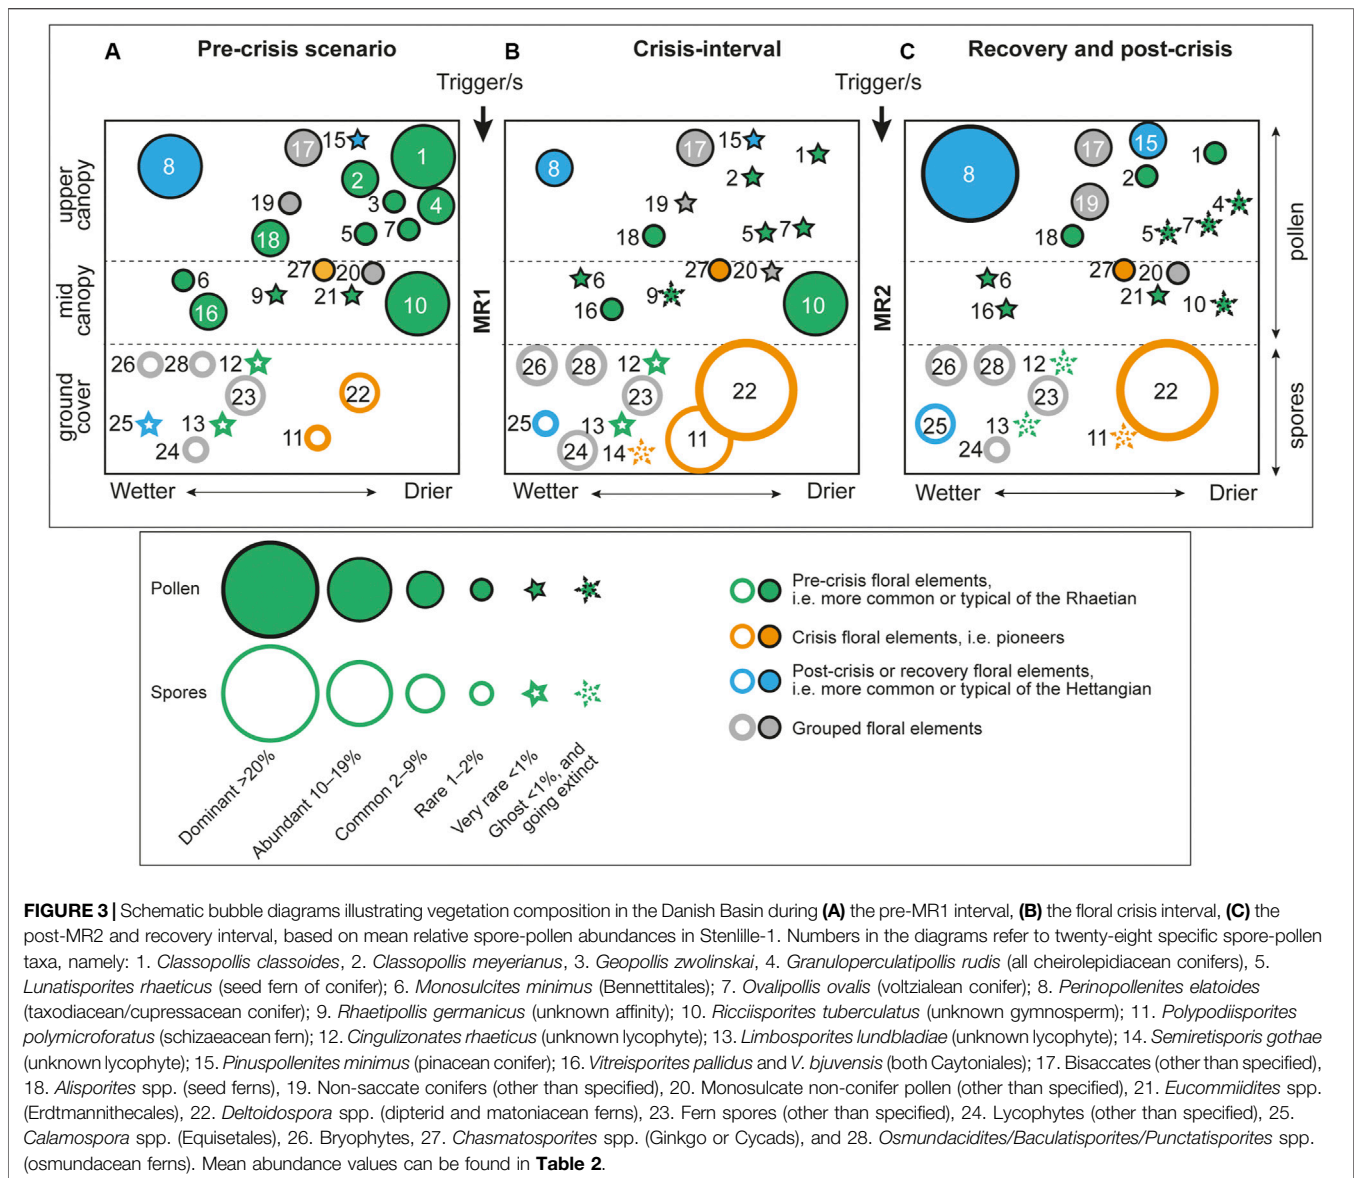 A Pre-crisis scenario B Crisis-interval C Recovery and post-crisis
Trigger/s Trigger/s
upper canopy
8 17 15 1 2 3 4 19 18 5 7
8 17 15 1 2 19 18 5 7
8 17 15 1 2 19 4 18 5 7
pollen
mid canopy
6 27 20 16 9 21 10
MR1
6 27 20 16 9 10
MR2
6 27 20 16 21 10
ground cover
26 28 12 23 22 25 13 24 11
26 28 12 23 22 25 13 24 14 11
26 28 12 23 22 25 13 24 11
spores
Wetter Drier Wetter Drier Wetter Drier
Pollen
Spores
Dominant >20%
Abundant 10–19%
Common 2–9%
Rare 1–2%
Very rare <1%
Ghost <1%, and
going extinct
Pre-crisis floral elements,
i.e. more common or typical of the Rhaetian
Crisis floral elements, i.e. pioneers
Post-crisis or recovery floral elements,
i.e. more common or typical of the Hettangian
Grouped floral elements
FIGURE 3 | Schematic bubble diagrams illustrating vegetation composition in the Danish Basin during (A) the pre-MR1 interval, (B) the floral crisis interval, (C) the
post-MR2 and recovery interval, based on mean relative spore-pollen abundances in Stenlille-1. Numbers in the diagrams refer to twenty-eight specific spore-pollen
taxa, namely: 1. Classopollis classoides, 2. Classopollis meyerianus, 3. Geopollis zwolinskai, 4. Granuloperculatipollis rudis (all cheirolepidiacean conifers), 5.
Lunatisporites rhaeticus (seed fern of conifer); 6. Monosulcites minimus (Bennettitales); 7. Ovalipollis ovalis (voltzialean conifer); 8. Perinopollenites elatoides
(taxodiacean/cupressacean conifer); 9. Rhaetipollis germanicus (unknown affinity); 10. Ricciisporites tuberculatus (unknown gymnosperm); 11. Polypodiisporites
polymicroforatus (schizaeacean fern); 12. Cingulizonates rhaeticus (unknown lycophyte); 13. Limbosporites lundbladiae (unknown lycophyte); 14. Semiretisporis gothae
(unknown lycophyte); 15. Pinuspollenites minimus (pinacean conifer); 16. Vitreisporites pallidus and V. bjuvensis (both Caytoniales); 17. Bisaccates (other than specified),
18. Alisporites spp. (seed ferns), 19. Non-saccate conifers (other than specified), 20. Monosulcate non-conifer pollen (other than specified), 21. Eucommiidites spp.
(Erdtmannithecales), 22. Deltoidospora spp. (dipterid and matoniacean ferns), 23. Fern spores (other than specified), 24. Lycophytes (other than specified), 25.
Calamospora spp. (Equisetales), 26. Bryophytes, 27. Chasmatosporites spp. (Ginkgo or Cycads), and 28. Osmundacidites/Baculatisporites/Punctatisporites spp.
(osmundacean ferns). Mean abundance values can be found in Table 2.